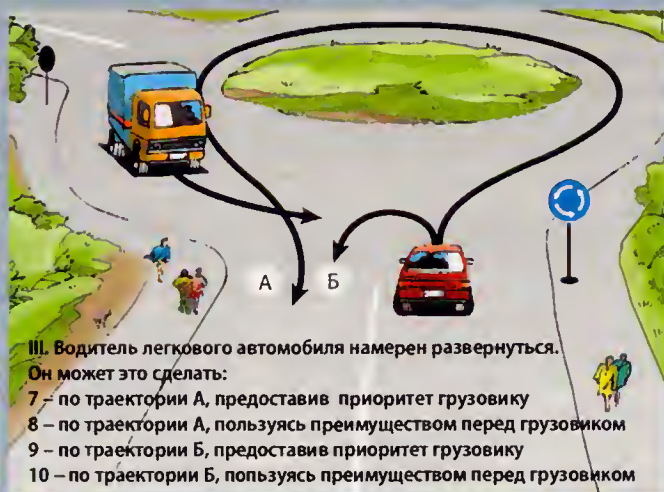 А Б
III. Водитель легкового автомобиля намерен развернуться.
Он может это сделать:
7 – по траектории А, предоставив приоритет грузовику
8 – по траектории А, пользуясь преимуществом перед грузовиком
9 – по траектории Б, предоставив приоритет грузовику
10 – по траектории Б, пользуясь преимуществом перед грузовиком